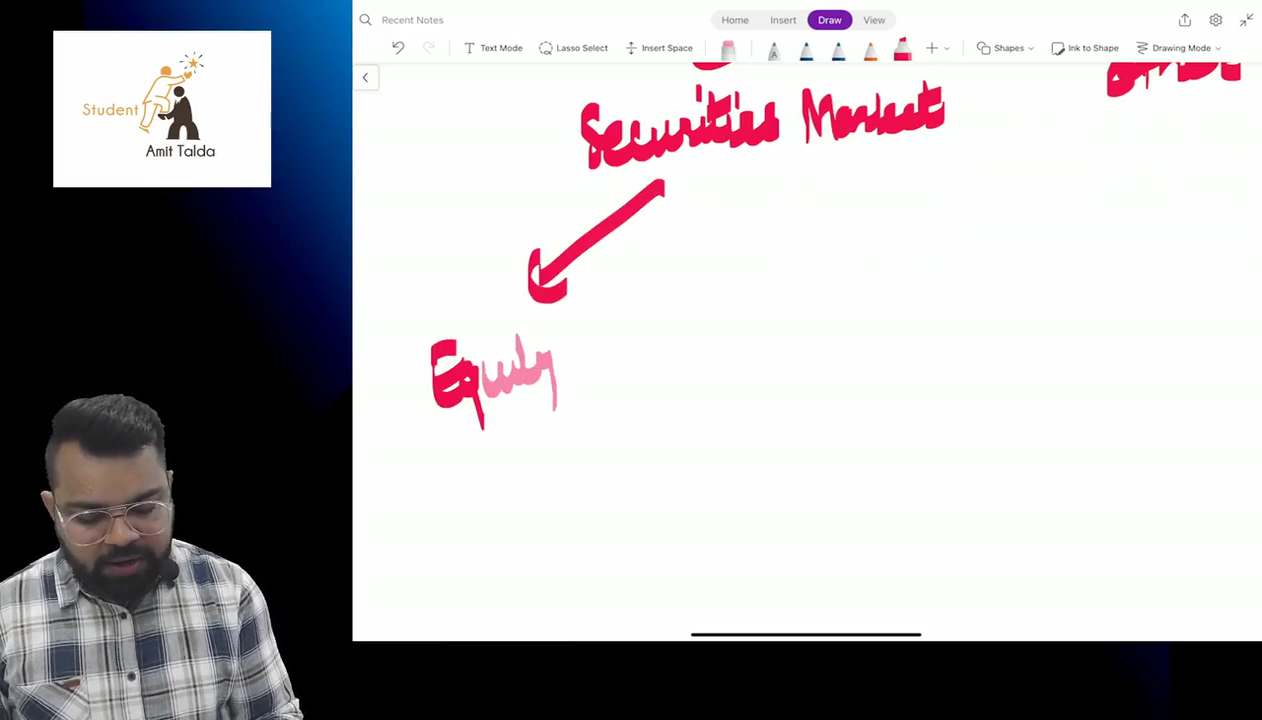 Recent Notes
Home Insert Draw View
Text Mode Lasso Select Insert Space Shapes Ink to Shape Drawing Mode
Student
Amit Talda
Securities Market
Equity